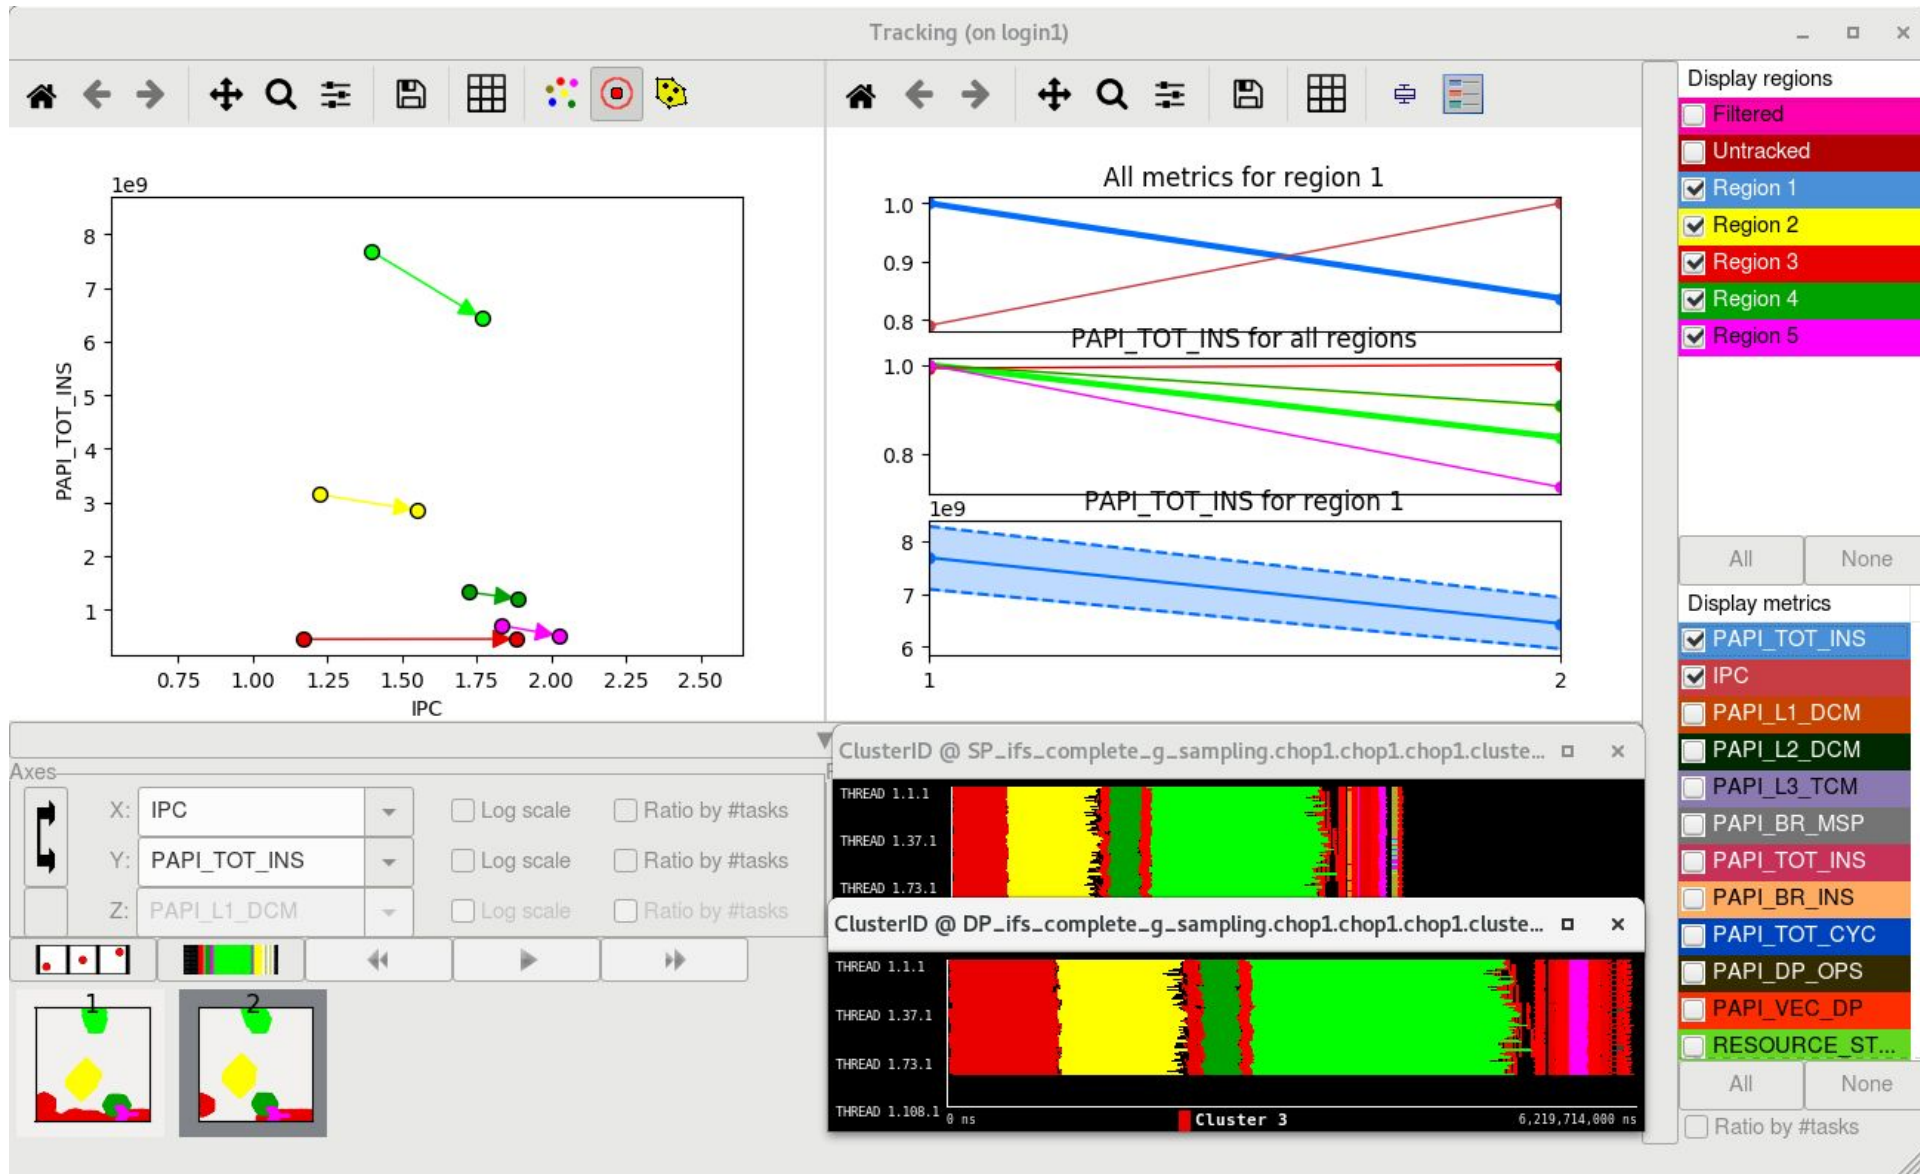 Tracking (on login1)
All metrics for region 1
1.0
0.9
0.8
1e9
8
7
6
5
4
3
2
1
PAPI_TOT_INS
0.75 1.00 1.25 1.50 1.75 2.00 2.25 2.50
IPC
PAPI_TOT_INS for all regions
1.0
0.8
PAPI_TOT_INS for region 1
1e9
8
7
6
1 2
Display regions
Filtered
Untracked
Region 1
Region 2
Region 3
Region 4
Region 5
All None
Display metrics
PAPI_TOT_INS
IPC
PAPI_L1_DCM
PAPI_L2_DCM
PAPI_L3_TCM
PAPI_BR_MSP
PAPI_TOT_INS
PAPI_BR_INS
PAPI_TOT_CYC
PAPI_DP_OPS
PAPI_VEC_DP
RESOURCE_ST...
All None
Ratio by #tasks
Axes
X: IPC Log scale Ratio by #tasks
Y: PAPI_TOT_INS Log scale Ratio by #tasks
Z: PAPI_L1_DCM Log scale Ratio by #tasks
1 2
ClusterID @ SP_ifs_complete_g_sampling.chop1.chop1.chop1.cluste...
THREAD 1.1.1
THREAD 1.37.1
THREAD 1.73.1
ClusterID @ DP_ifs_complete_g_sampling.chop1.chop1.chop1.cluste...
THREAD 1.1.1
THREAD 1.37.1
THREAD 1.73.1
THREAD 1.108.1
0 ns Cluster 3 6,219,714,000 ns